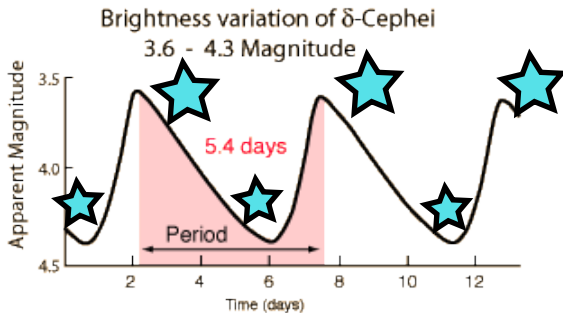 Brightness variation of δ-Cephei
3.6 - 4.3 Magnitude
Apparent Magnitude
3.5
4.0
4.5
5.4 days
Period
2 4 6 8 10 12
Time (days)